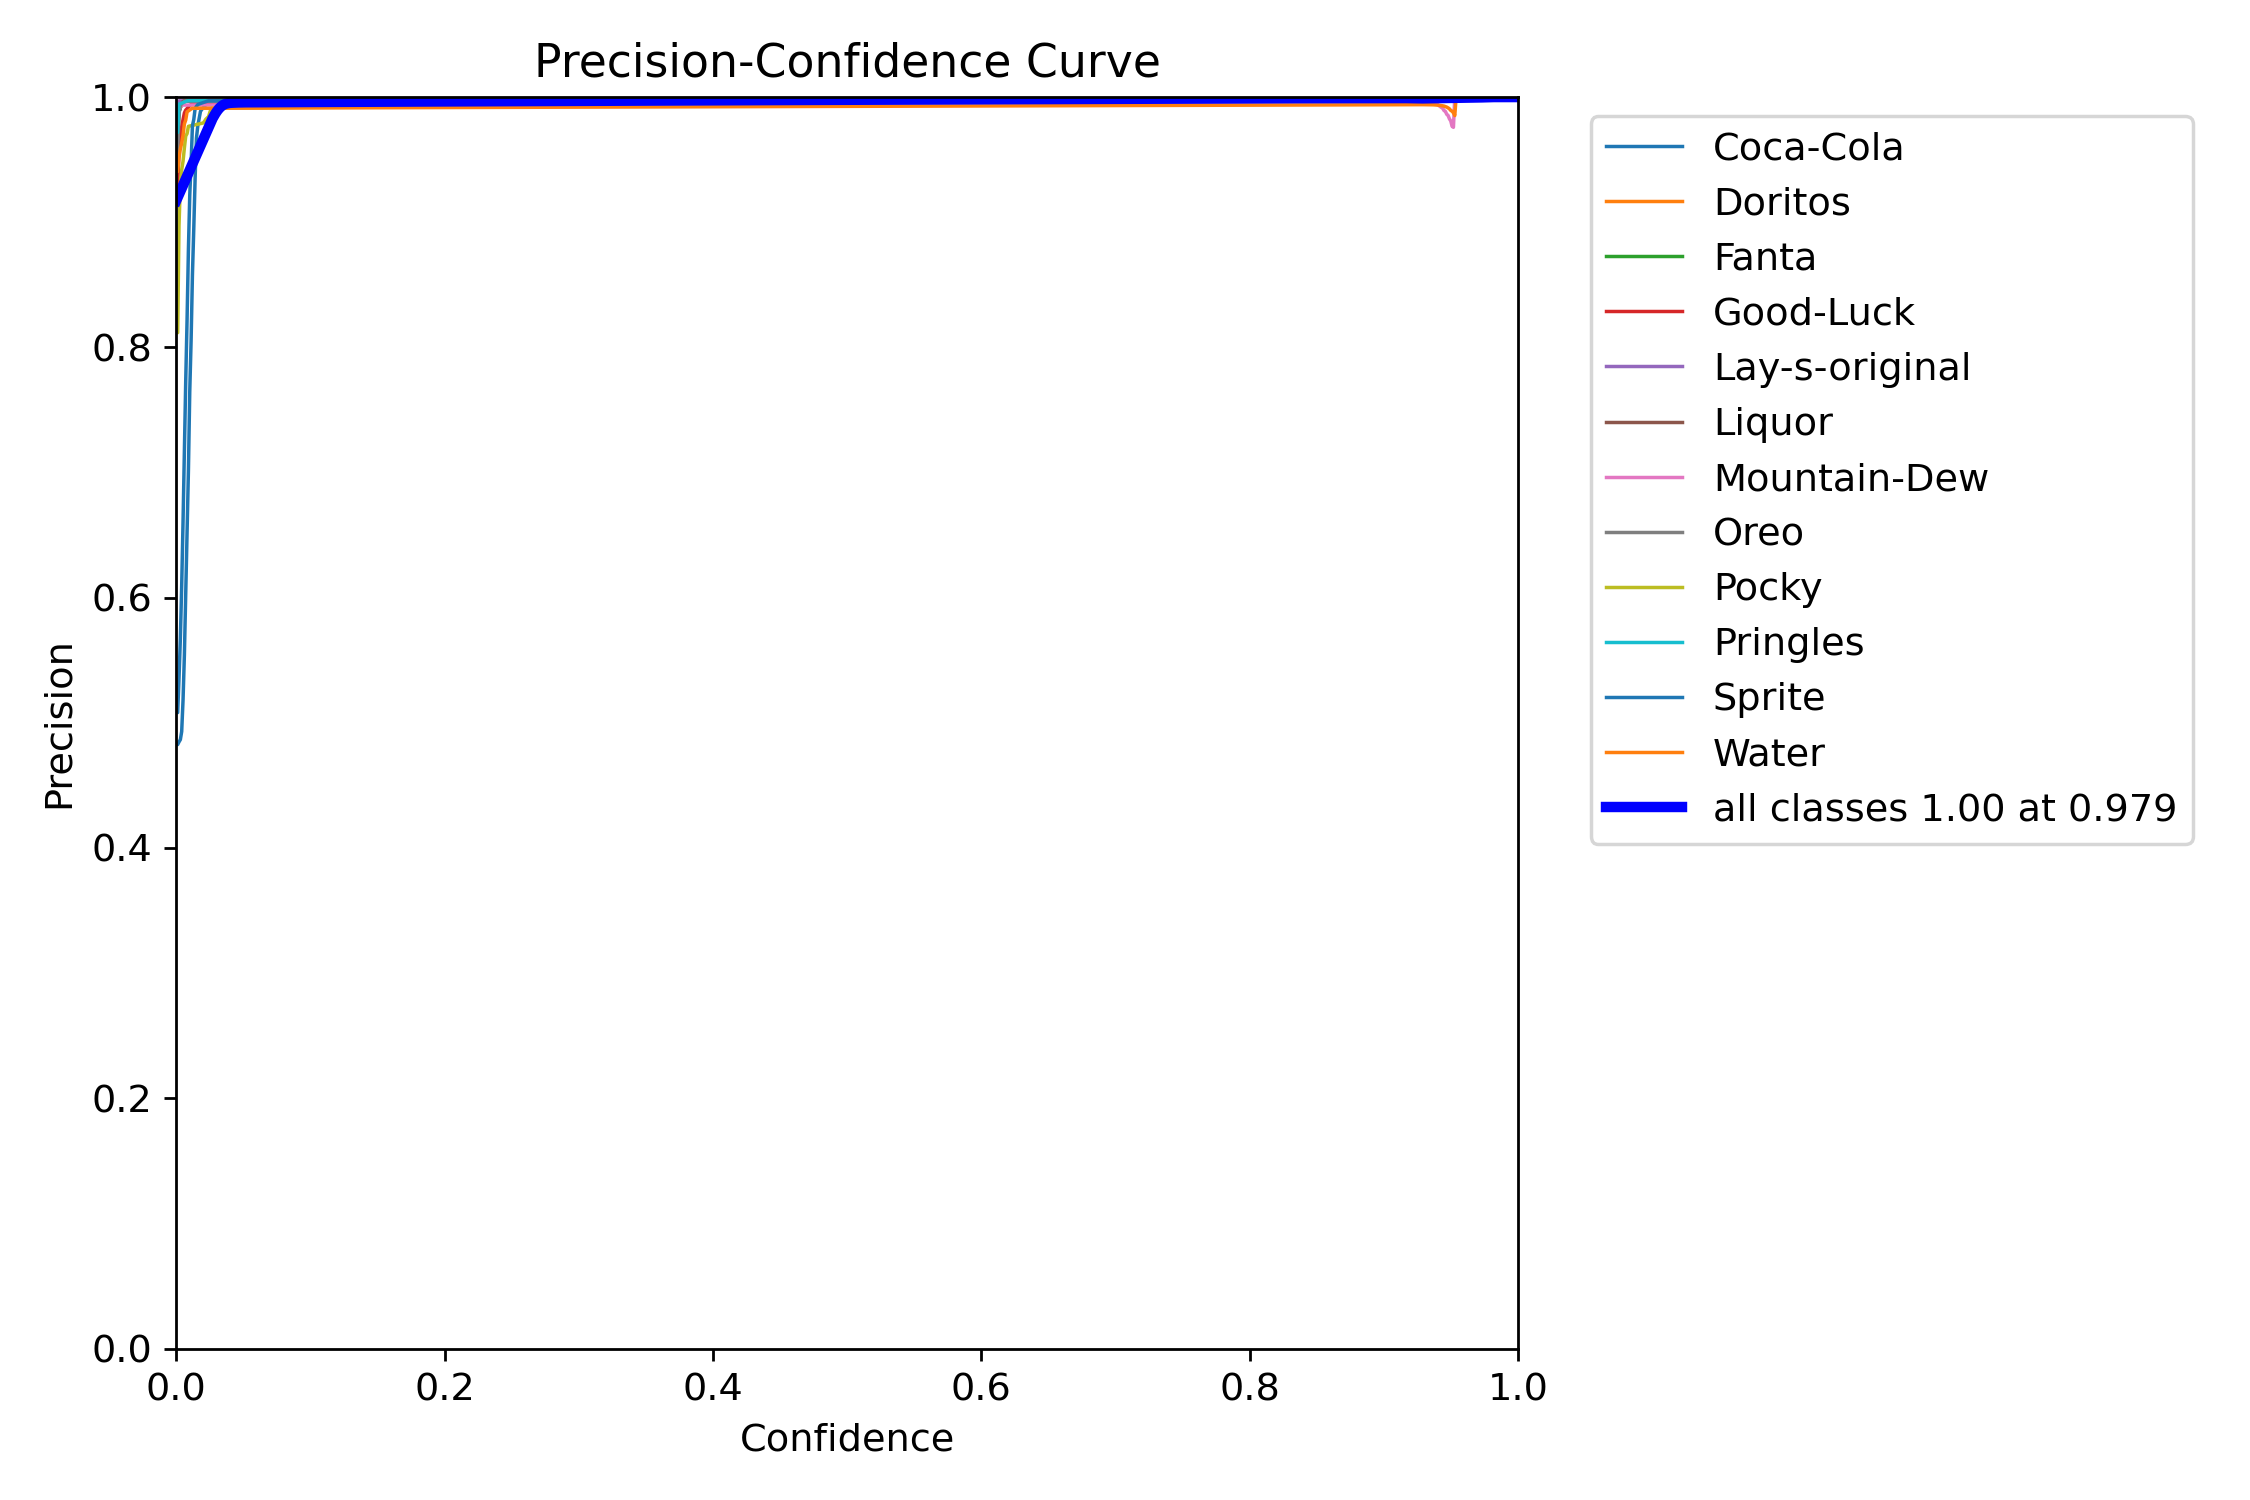 Precision-Confidence Curve
1.0
0.8
0.6
0.4
0.2
0.0
Precision
0.0 0.2 0.4 0.6 0.8 1.0
Confidence
Coca-Cola
Doritos
Fanta
Good-Luck
Lay-s-original
Liquor
Mountain-Dew
Oreo
Pocky
Pringles
Sprite
Water
all classes 1.00 at 0.979